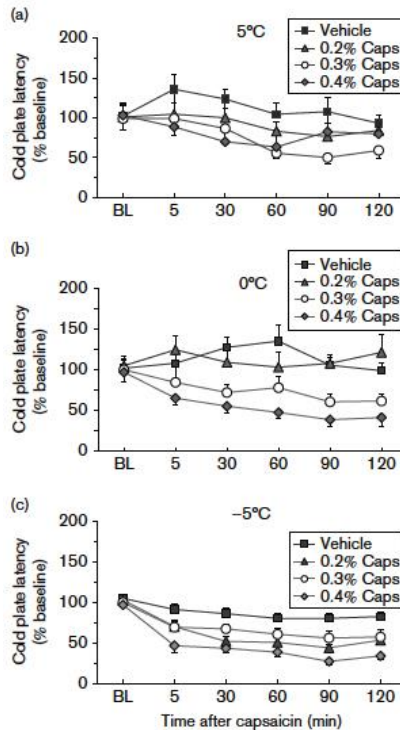 (a)
5°C
200
150
100
50
0
Cold plate latency
(% baseline)
Vehicle
0.2% Caps
0.3% Caps
0.4% Caps
BL 5 30 60 90 120
(b)
0°C
200
150
100
50
0
Cold plate latency
(% baseline)
Vehicle
0.2% Caps
0.3% Caps
0.4% Caps
BL 5 30 60 90 120
(c)
−5°C
200
150
100
50
0
Cold plate latency
(% baseline)
Vehicle
0.2% Caps
0.3% Caps
0.4% Caps
BL 5 30 60 90 120
Time after capsaicin (min)